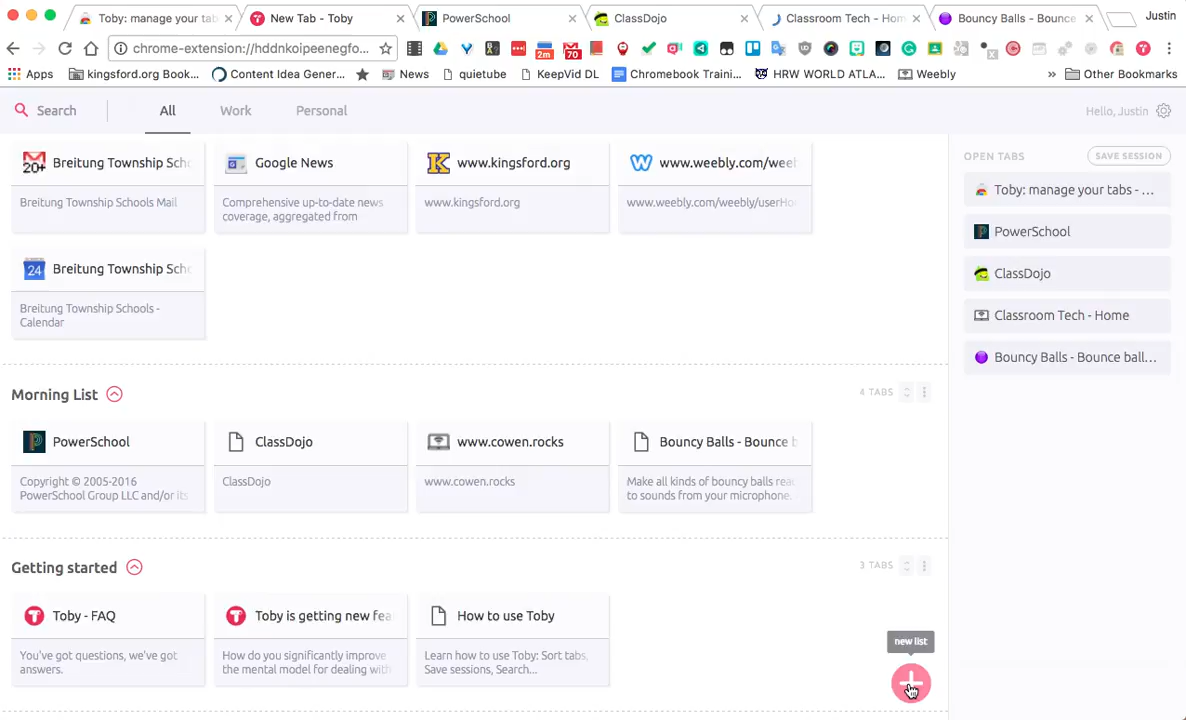 Toby: manage your tab
New Tab - Toby
PowerSchool
ClassDojo
Classroom Tech - Hom
Bouncy Balls - Bounce
Justin
chrome-extension://hddnkoipeenegfo...
2m
70
Apps
kingsford.org Book...
Content Idea Gener...
News
quietube
KeepVid DL
Chromebook Traini...
HRW WORLD ATLA...
Weebly
»
Other Bookmarks
Search
All
Work
Personal
Hello, Justin
20+
Breitung Township Scho
Breitung Township Schools Mail
Google News
Comprehensive up-to-date news
coverage, aggregated from
www.kingsford.org
www.kingsford.org
www.weebly.com/weeb
www.weebly.com/weebly/userHo
24
Breitung Township Scho
Breitung Township Schools -
Calendar
Morning List
4 TABS
PowerSchool
Copyright © 2005-2016
PowerSchool Group LLC and/or its
ClassDojo
ClassDojo
www.cowen.rocks
www.cowen.rocks
Bouncy Balls - Bounce b
Make all kinds of bouncy balls reac
to sounds from your microphone.
Getting started
3 TABS
Toby - FAQ
You've got questions, we've got
answers.
Toby is getting new fea
How do you significantly improve
the mental model for dealing with
How to use Toby
Learn how to use Toby: Sort tabs,
Save sessions, Search...
new list
OPEN TABS
SAVE SESSION
Toby: manage your tabs - ...
PowerSchool
ClassDojo
Classroom Tech - Home
Bouncy Balls - Bounce ball...